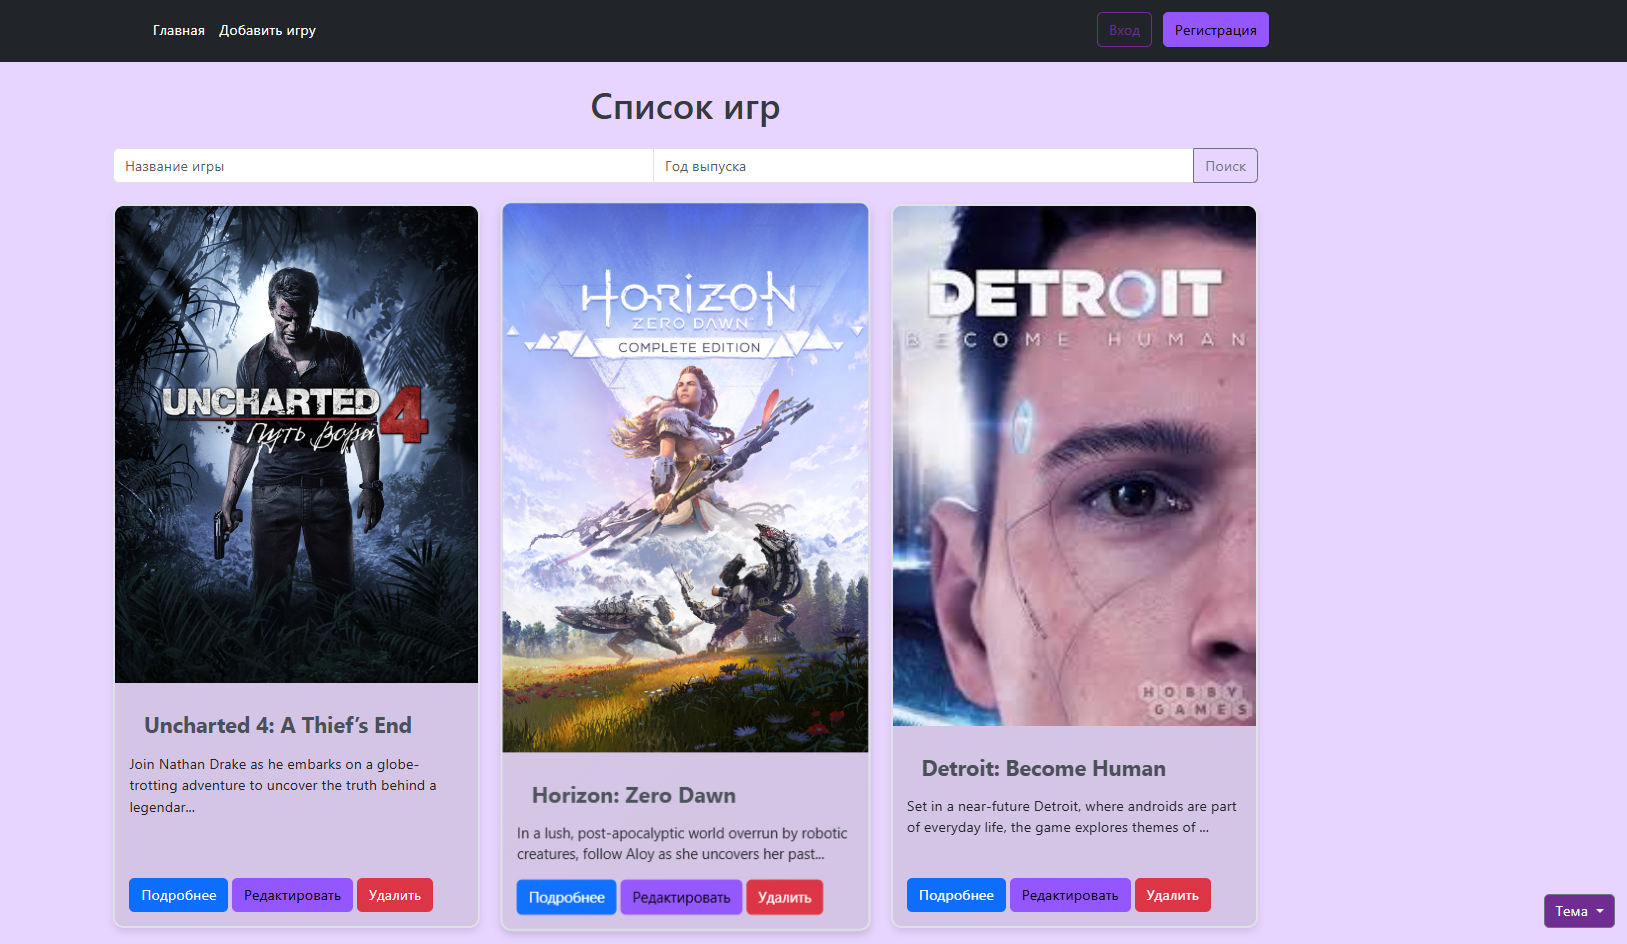 Главная Добавить игру Вход Регистрация
Список игр
Название игры Год выпуска Поиск
UNCHARTED 4
Путь Вора
Uncharted 4: A Thief’s End
Join Nathan Drake as he embarks on a globe-
trotting adventure to uncover the truth behind a
legendar...
Подробнее Редактировать Удалить
HORIZON
ZERO DAWN™
COMPLETE EDITION
Horizon: Zero Dawn
In a lush, post-apocalyptic world overrun by robotic
creatures, follow Aloy as she uncovers her past...
Подробнее Редактировать Удалить
DETROIT
BECOME HUMAN
HOBBY
GAMES
Detroit: Become Human
Set in a near-future Detroit, where androids are part
of everyday life, the game explores themes of ...
Подробнее Редактировать Удалить
Тема